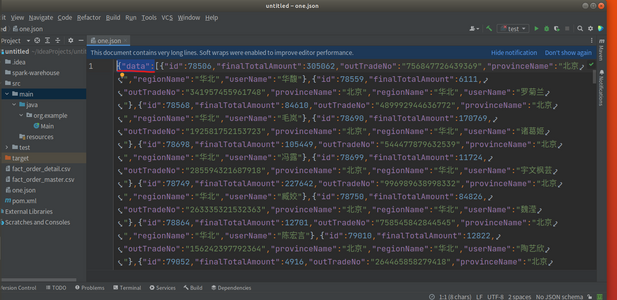 untitled – one.json
File Edit View Navigate Code Refactor Build Run Tools VCS Window Help
one.json
test
Project
one.json
untitled ~/IdeaProjects/untitled
.idea
spark-warehouse
src
main
java
org.example
Main
resources
test
target
fact_order_detail.csv
fact_order_master.csv
one.json
pom.xml
External Libraries
Scratches and Consoles
This document contains very long lines. Soft wraps were enabled to improve editor performance. Hide notification Don't show again
1 {"data":[{"id":78506,"finalTotalAmount":305062,"outTradeNo":"756847726439369","provinceName":"北京
","regionName":"华北","userName":"华馥"},{"id":78559,"finalTotalAmount":6111,
"outTradeNo":"341957455961748","provinceName":"北京","regionName":"华北","userName":"罗菊兰
"},{"id":78568,"finalTotalAmount":84610,"outTradeNo":"489992944636772","provinceName":"北京
","regionName":"华北","userName":"毛岚"},{"id":78690,"finalTotalAmount":170769,
"outTradeNo":"192581752153723","provinceName":"北京","regionName":"华北","userName":"诸葛姬
"},{"id":78698,"finalTotalAmount":105449,"outTradeNo":"544477879632539","provinceName":"北京
","regionName":"华北","userName":"冯露"},{"id":78699,"finalTotalAmount":11724,
"outTradeNo":"285594321687918","provinceName":"北京","regionName":"华北","userName":"宇文枫芸
"},{"id":78749,"finalTotalAmount":227642,"outTradeNo":"996989638998332","provinceName":"北京
","regionName":"华北","userName":"臧姣"},{"id":78750,"finalTotalAmount":84826,
"outTradeNo":"263335321532363","provinceName":"北京","regionName":"华北","userName":"魏滢
"},{"id":78864,"finalTotalAmount":12701,"outTradeNo":"758545842844545","provinceName":"北京
","regionName":"华北","userName":"陈宏言"},{"id":79010,"finalTotalAmount":12822,
"outTradeNo":"156242397792364","provinceName":"北京","regionName":"华北","userName":"陶艺欣
"},{"id":79052,"finalTotalAmount":4916,"outTradeNo":"264465858279418","provinceName":"北京
Maven
Notifications
Version Control TODO Problems Terminal Services Build Dependencies
1:1 (8 chars) LF UTF-8 2 spaces No JSON schema